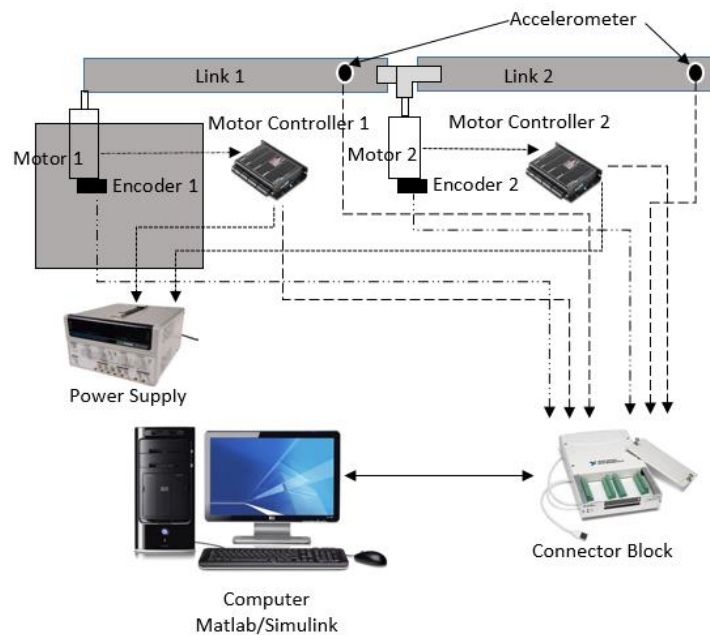 Accelerometer
Link 1
Link 2
Motor Controller 1
Motor Controller 2
Motor 1
Motor 2
Encoder 1
Encoder 2
Power Supply
Connector Block
Computer
Matlab/Simulink